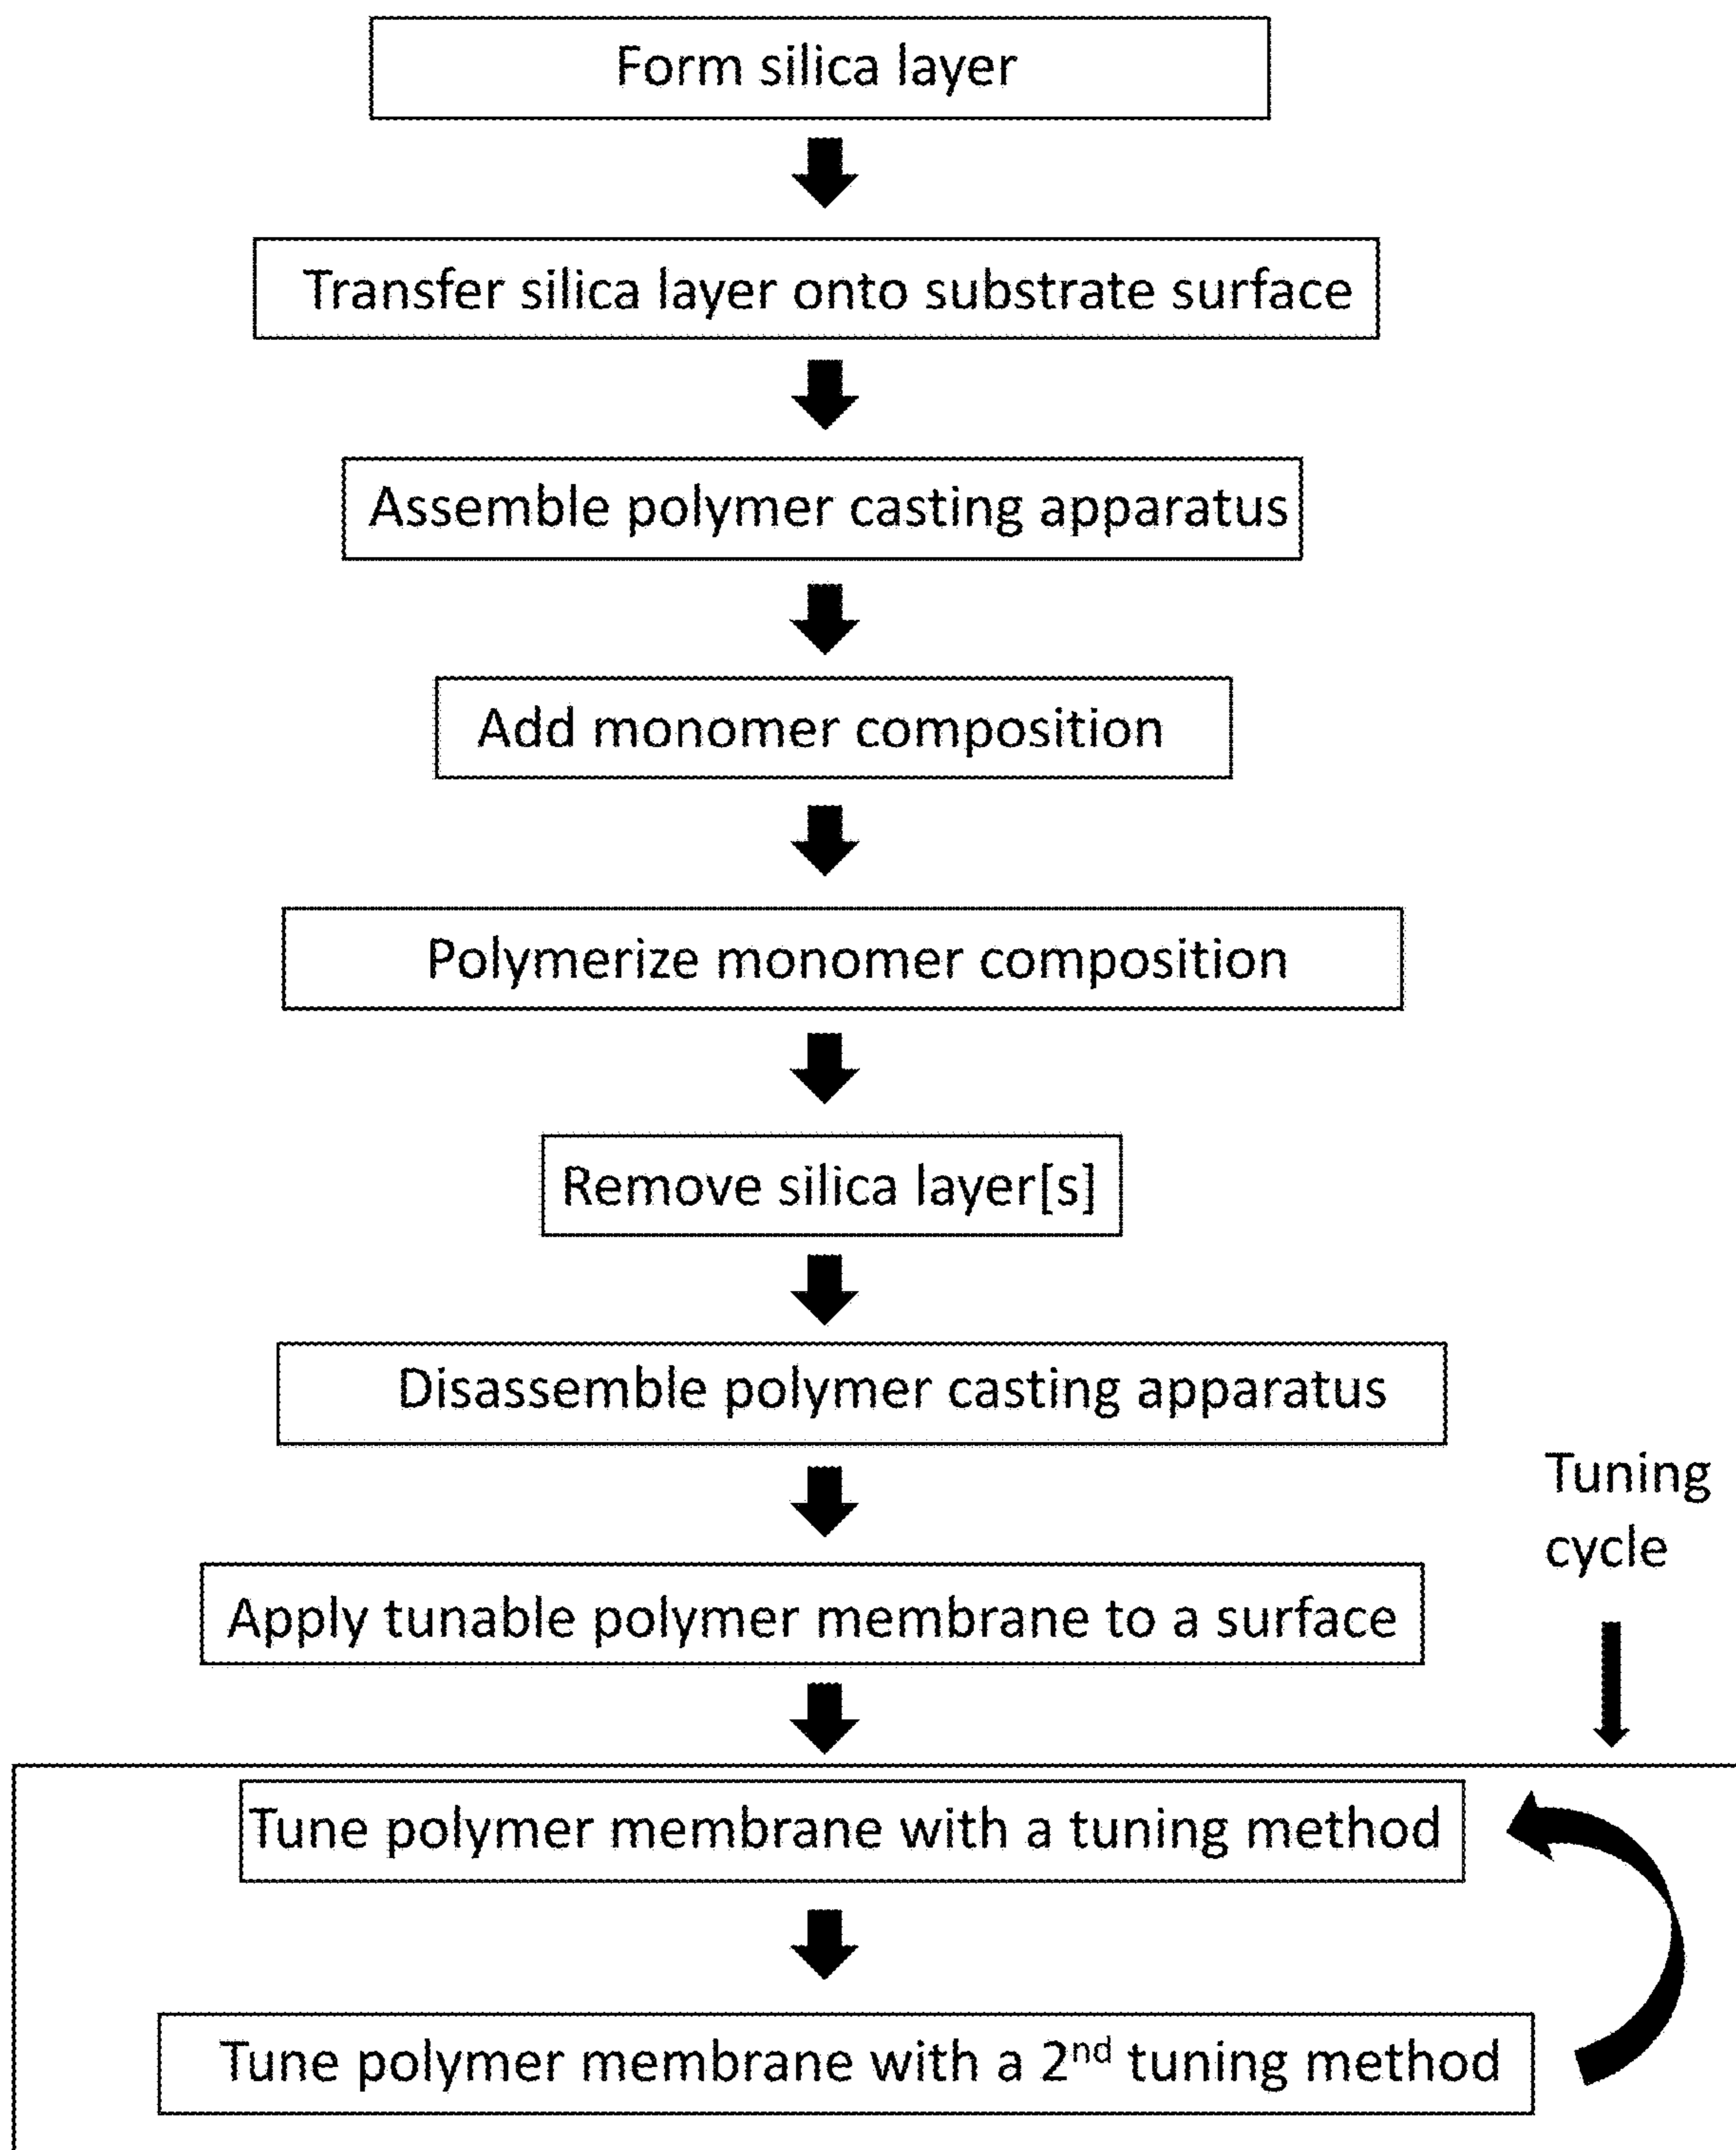 Form silica layer
Transfer silica layer onto substrate surface
Assemble polymer casting apparatus
Add monomer composition
Polymerize monomer composition
Remove silica layer[s]
Disassemble polymer casting apparatus
Tuning
cycle
Apply tunable polymer membrane to a surface
Tune polymer membrane with a tuning method
Tune polymer membrane with a 2nd tuning method